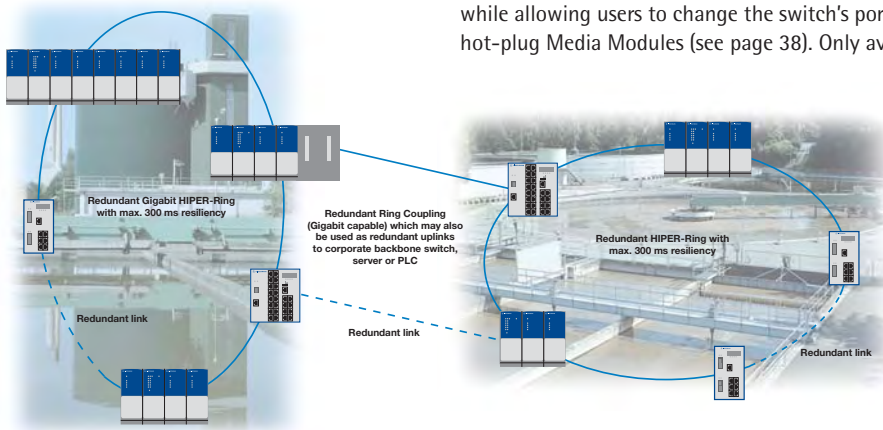 while allowing users to change the switch's por
hot-plug Media Modules (see page 38). Only av
Redundant Gigabit HIPER-Ring
with max. 300 ms resiliency
Redundant Ring Coupling
(Gigabit capable) which may also
be used as redundant uplinks
to corporate backbone switch,
server or PLC
Redundant HIPER-Ring with
max. 300 ms resiliency
Redundant link
Redundant link
Redundant link